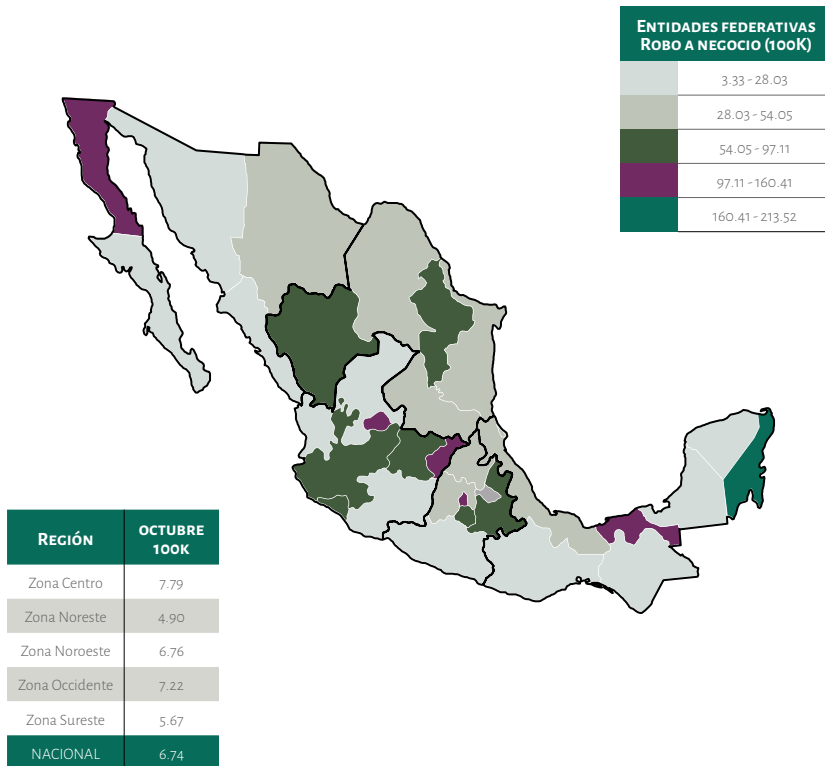 Entidades federativas
Robo a negocio (100K)
3.33 - 28.03
28.03 - 54.05
54.05 - 97.11
97.11 - 160.41
160.41 - 213.52
Región octubre 100k
Zona Centro 7.79
Zona Noreste 4.90
Zona Noroeste 6.76
Zona Occidente 7.22
Zona Sureste 5.67
NACIONAL 6.74